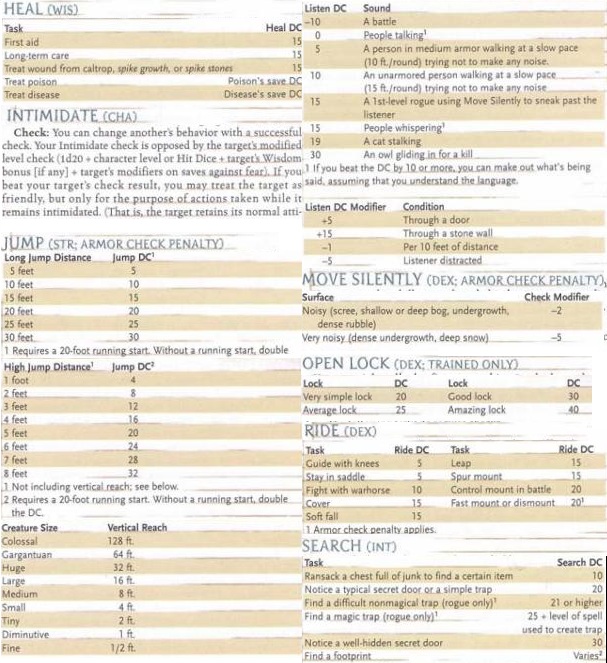 HEAL (WIS)
Task Heal DC
First aid 15
Long-term care 15
Treat wound from caltrop, spike growth, or spike stones 15
Treat poison Poison's save DC
Treat disease Disease's save DC
INTIMIDATE (CHA)
Check: You can change another's behavior with a successful
check. Your Intimidate check is opposed by the target's modified
level check (1d20 + character level or Hit Dice + target's Wisdom
bonus [if any] + target's modifiers on saves against fear). If you
beat your target's check result, you may treat the target as
friendly, but only for the purpose of actions taken while it
remains intimidated. (That is, the target retains its normal atti-
JUMP (STR; ARMOR CHECK PENALTY)
Long Jump Distance Jump DC1
5 feet 5
10 feet 10
15 feet 15
20 feet 20
25 feet 25
30 feet 30
1 Requires a 20-foot running start. Without a running start, double
High Jump Distance1 Jump DC2
1 foot 4
2 feet 8
3 feet 12
4 feet 16
5 feet 20
6 feet 24
7 feet 28
8 feet 32
1 Not including vertical reach; see below.
2 Requires a 20-foot running start. Without a running start, double
the DC.
Creature Size Vertical Reach
Colossal 128 ft.
Gargantuan 64 ft.
Huge 32 ft.
Large 16 ft.
Medium 8 ft.
Small 4 ft.
Tiny 2 ft.
Diminutive 1 ft.
Fine 1/2 ft.
Listen DC Sound
-10 A battle
0 People talking1
5 A person in medium armor walking at a slow pace
(10 ft./round) trying not to make any noise.
10 An unarmored person walking at a slow pace
(15 ft./round) trying not to make any noise.
15 A 1st-level rogue using Move Silently to sneak past the
listener
15 People whispering1
19 A cat stalking
30 An owl gliding in for a kill
1 If you beat the DC by 10 or more, you can make out what's being
said, assuming that you understand the language.
Listen DC Modifier Condition
+5 Through a door
+15 Through a stone wall
-1 Per 10 feet of distance
-5 Listener distracted
MOVE SILENTLY (DEX; ARMOR CHECK PENALTY)
Surface Check Modifier
Noisy (scree, shallow or deep bog, undergrowth, -2
dense rubble)
Very noisy (dense undergrowth, deep snow) -5
OPEN LOCK (DEX; TRAINED ONLY)
Lock DC Lock DC
Very simple lock 20 Good lock 30
Average lock 25 Amazing lock 40
RIDE (DEX)
Task Ride DC Task Ride DC
Guide with knees 5 Leap 15
Stay in saddle 5 Spur mount 15
Fight with warhorse 10 Control mount in battle 20
Cover 15 Fast mount or dismount 201
Soft fall 15
1 Armor check penalty applies.
SEARCH (INT)
Task Search DC
Ransack a chest full of junk to find a certain item 10
Notice a typical secret door or a simple trap 20
Find a difficult nonmagical trap (rogue only)1 21 or higher
Find a magic trap (rogue only)1 25 + level of spell
used to create trap
Notice a well-hidden secret door 30
Find a footprint Varies2